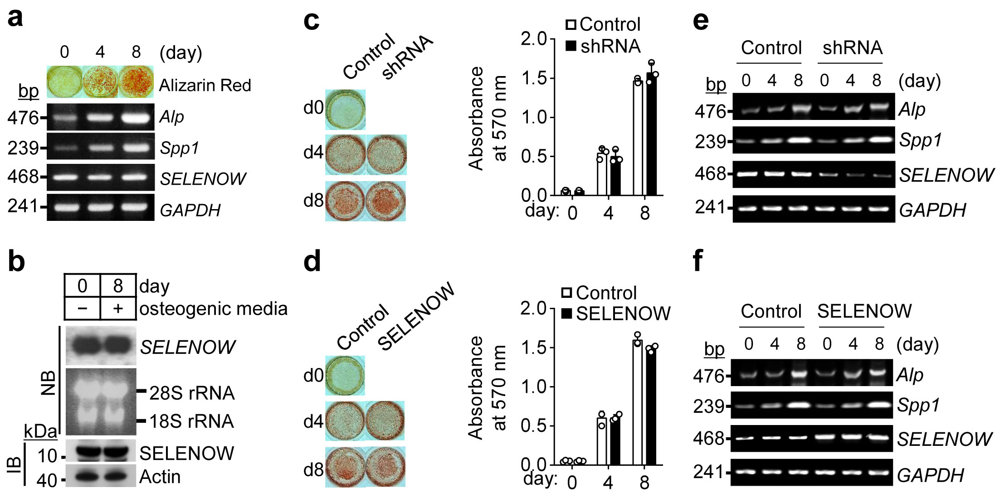 a
0 4 8 (day)
Alizarin Red
bp
476 Alp
239 Spp1
468 SELENOW
241 GAPDH
b
0 8 day
− + osteogenic media
NB
SELENOW
28S rRNA
18S rRNA
kDa
IB
10 SELENOW
40 Actin
c
Control
shRNA
d0
d4
d8
Control
shRNA
Absorbance
at 570 nm
2.0
1.5
1.0
0.5
0.0
day: 0 4 8
d
Control
SELENOW
d0
d4
d8
Control
SELENOW
Absorbance
at 570 nm
2.0
1.5
1.0
0.5
0.0
day: 0 4 8
e
Control shRNA
bp 0 4 8 0 4 8 (day)
476 Alp
239 Spp1
468 SELENOW
241 GAPDH
f
Control SELENOW
bp 0 4 8 0 4 8 (day)
476 Alp
239 Spp1
468 SELENOW
241 GAPDH